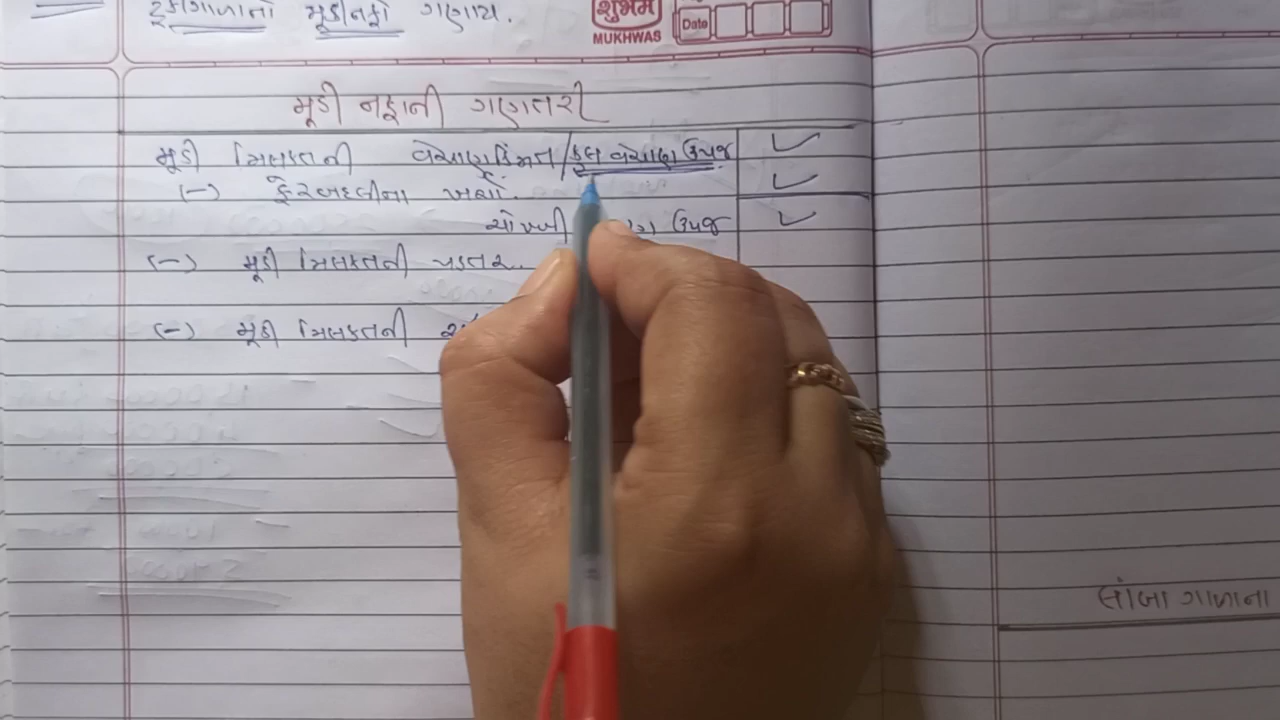 ટૂંકાગાળાનો મૂડીનફો ગણાય.
શુભમ
MUKHWAS
Date
મૂડી નફાની ગણતરી
મૂડી મિલકતની વેચાણકિંમત/કુલ વેચાણ ઉપજ
(-) ફેરબદલીના ખર્ચા.
ચોખ્ખી ઉપજ
(-) મૂડી મિલકતની પડતર
(-) મૂડી મિલકતની
લાંબા ગાળાના